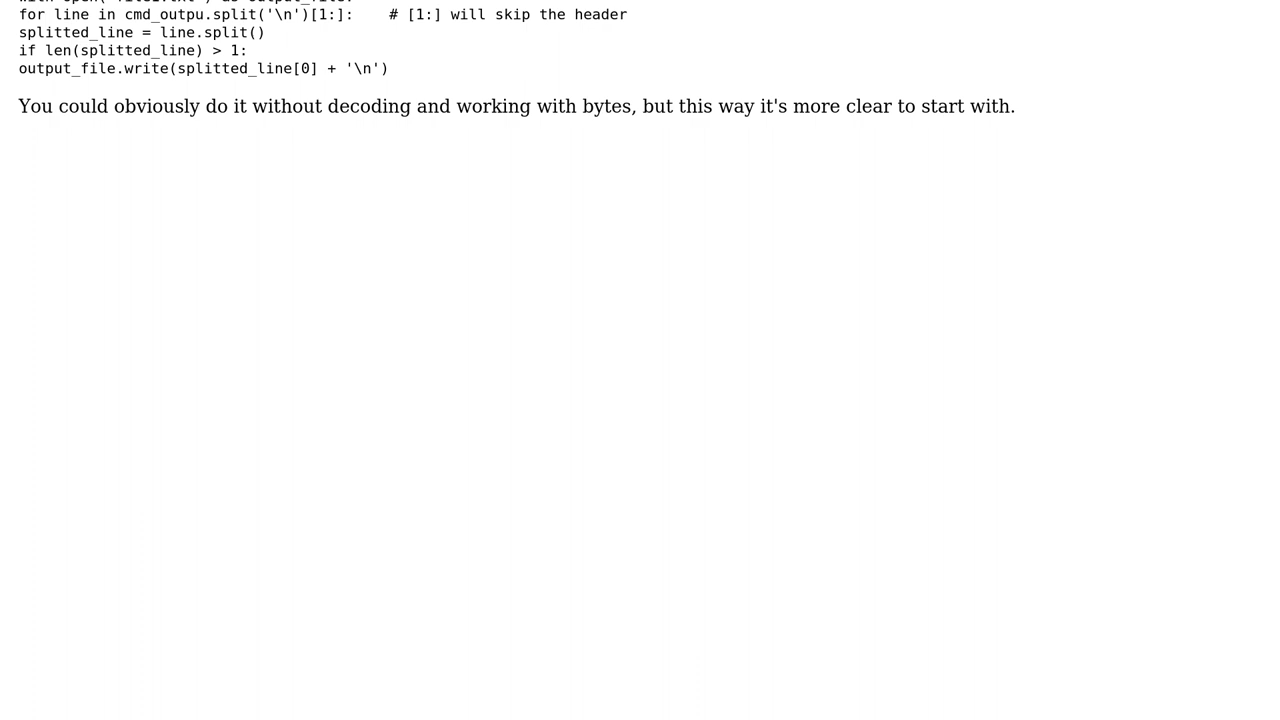 for line in cmd_outpu.split('\n')[1:]:    # [1:] will skip the header
splitted_line = line.split()
if len(splitted_line) > 1:
output_file.write(splitted_line[0] + '\n')
You could obviously do it without decoding and working with bytes, but this way it's more clear to start with.